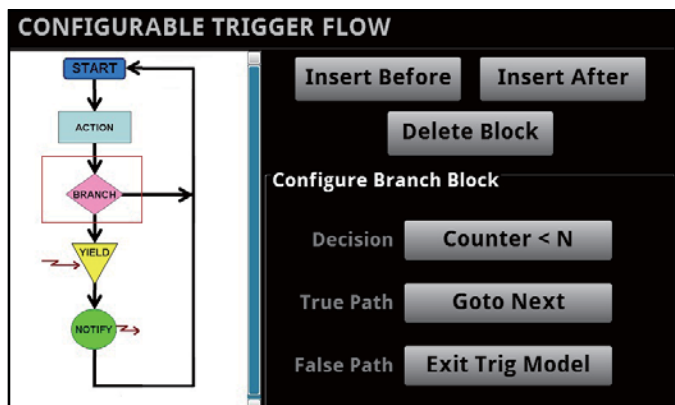 CONFIGURABLE TRIGGER FLOW
START
ACTION
BRANCH
YIELD
NOTIFY
Insert Before
Insert After
Delete Block
Configure Branch Block
Decision
Counter < N
True Path
Goto Next
False Path
Exit Trig Model